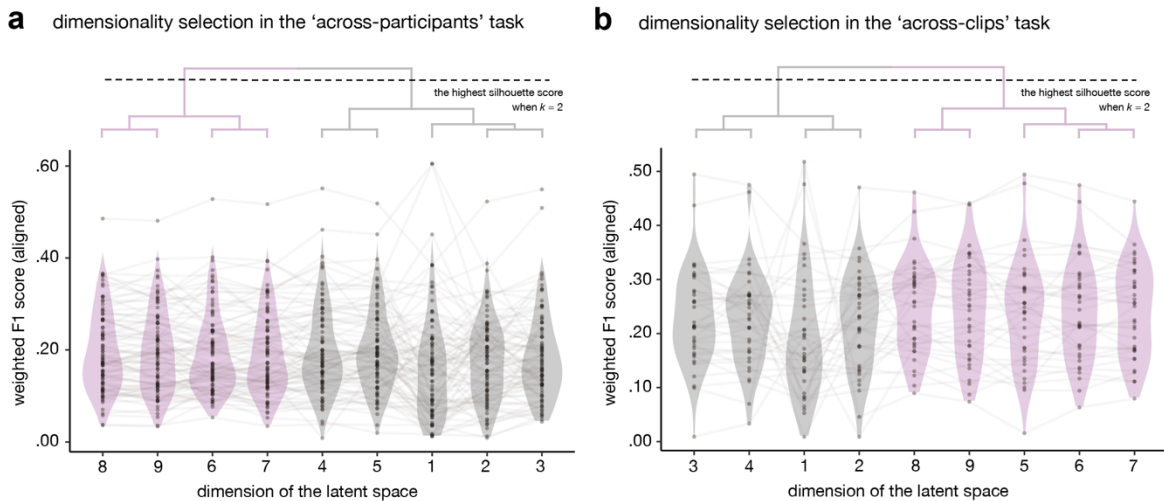 a dimensionality selection in the ‘across-participants’ task
the highest silhouette score
when k = 2
weighted F1 score (aligned)
.60
.40
.20
.00
8 9 6 7 4 5 1 2 3
dimension of the latent space
b dimensionality selection in the ‘across-clips’ task
the highest silhouette score
when k = 2
weighted F1 score (aligned)
.50
.40
.30
.20
.10
.00
3 4 1 2 8 9 5 6 7
dimension of the latent space